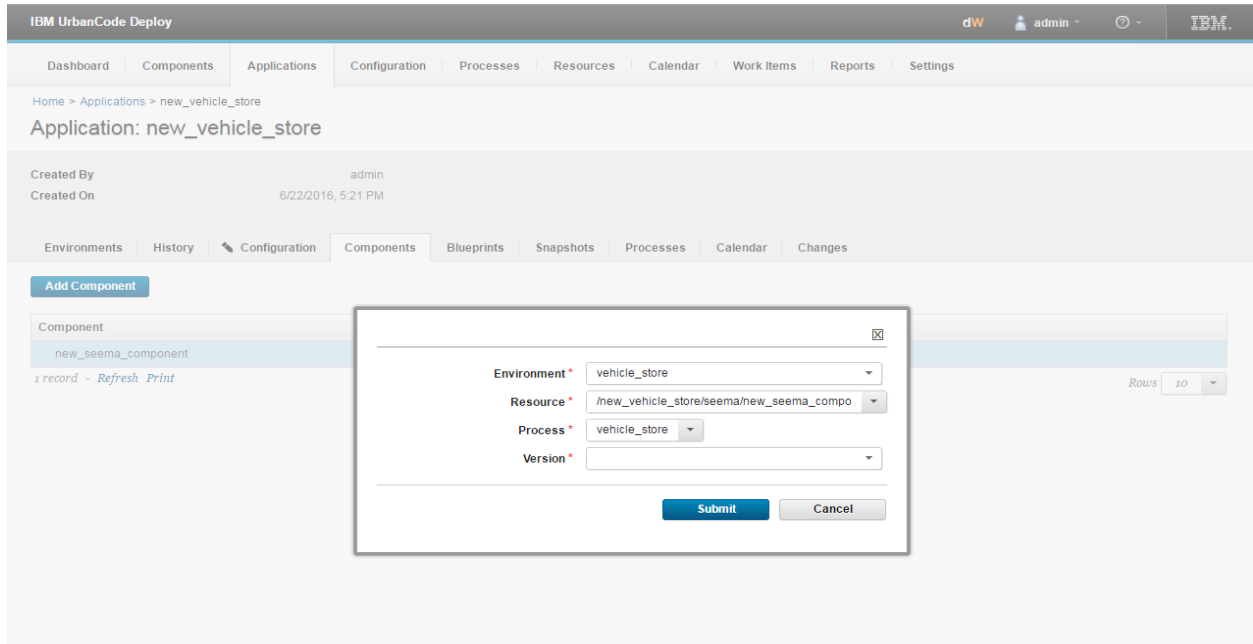 IBM UrbanCode Deploy dW admin IBM.
Dashboard Components Applications Configuration Processes Resources Calendar Work Items Reports Settings
Home > Applications > new_vehicle_store
Application: new_vehicle_store
Created By admin
Created On 6/22/2016, 5:21 PM
Environments History Configuration Components Blueprints Snapshots Processes Calendar Changes
Add Component
Component
new_seema_component
1 record - Refresh Print
Rows 10
Environment * vehicle_store
Resource * /new_vehicle_store/seema/new_seema_compo
Process * vehicle_store
Version *
Submit Cancel